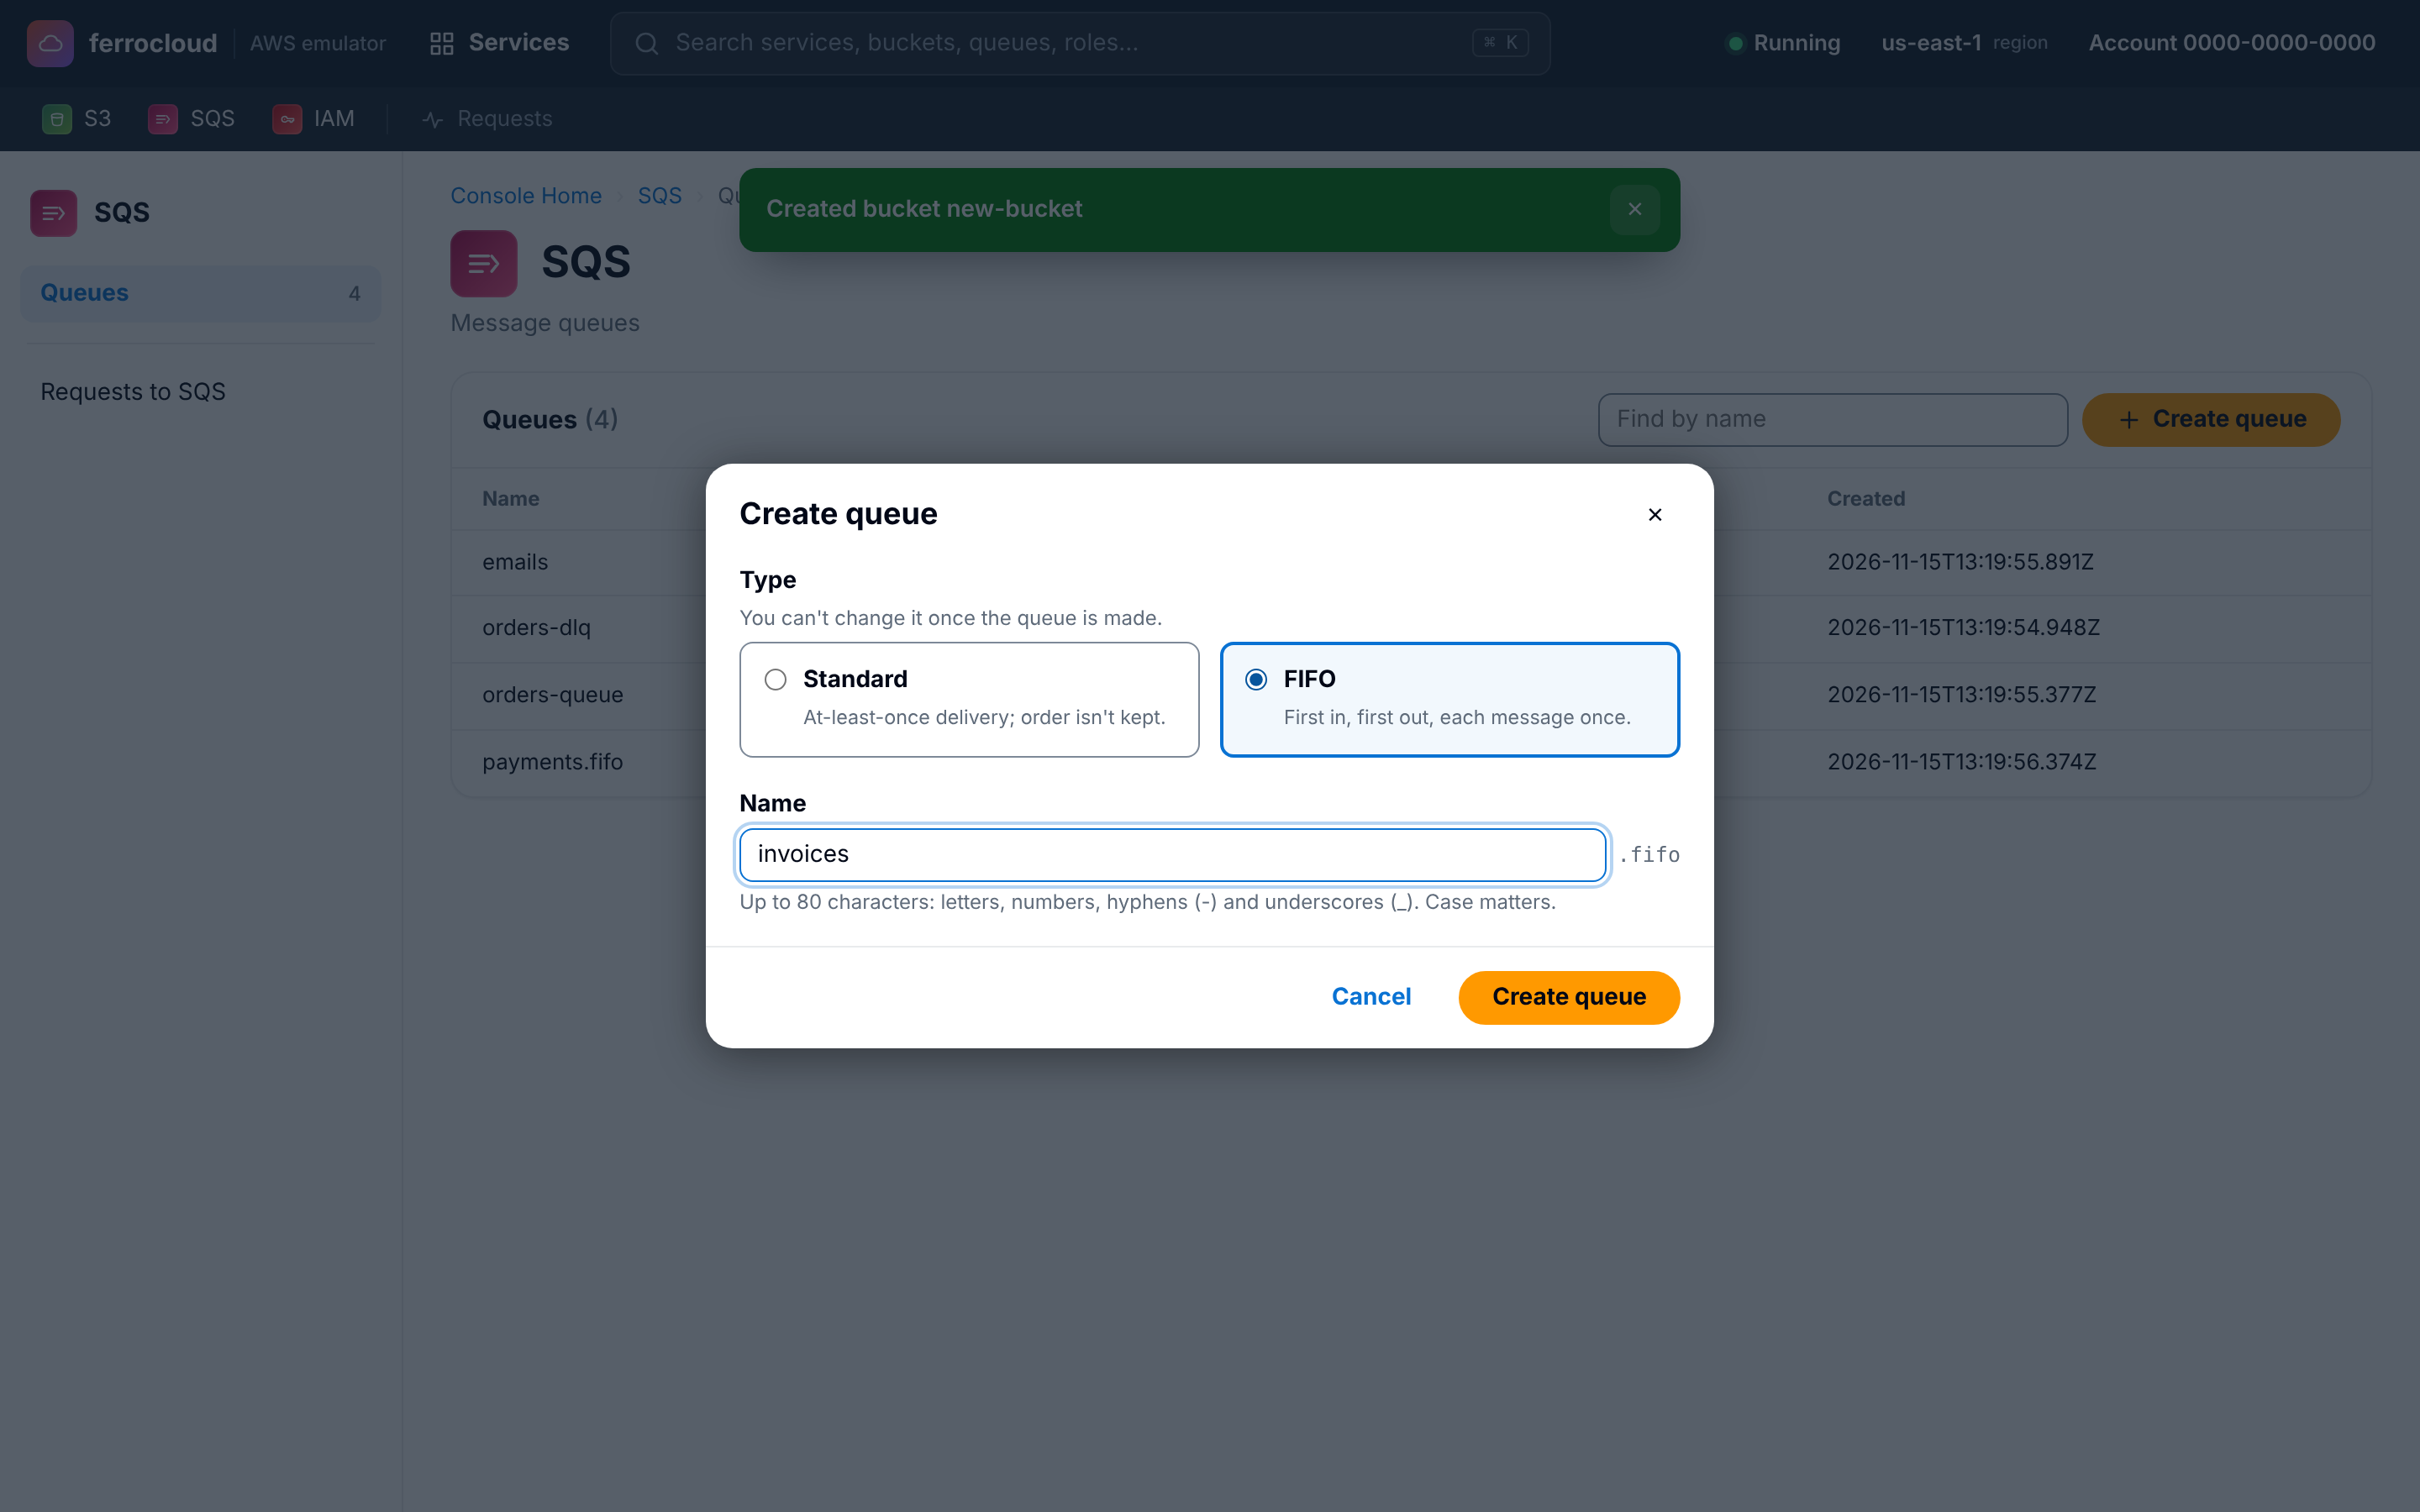 ferrocloud AWS emulator Services Search services, buckets, queues, roles... ⌘ K Running us-east-1 region Account 0000-0000-0000
S3 SQS IAM Requests
SQS
Queues 4
Requests to SQS
Console Home › SQS › Qu
Created bucket new-bucket ×
SQS
Message queues
Queues (4) Find by name + Create queue
Name Created
emails 2026-11-15T13:19:55.891Z
orders-dlq 2026-11-15T13:19:54.948Z
orders-queue 2026-11-15T13:19:55.377Z
payments.fifo 2026-11-15T13:19:56.374Z
Create queue ×
Type
You can't change it once the queue is made.
Standard
At-least-once delivery; order isn't kept.
FIFO
First in, first out, each message once.
Name
invoices .fifo
Up to 80 characters: letters, numbers, hyphens (-) and underscores (_). Case matters.
Cancel Create queue